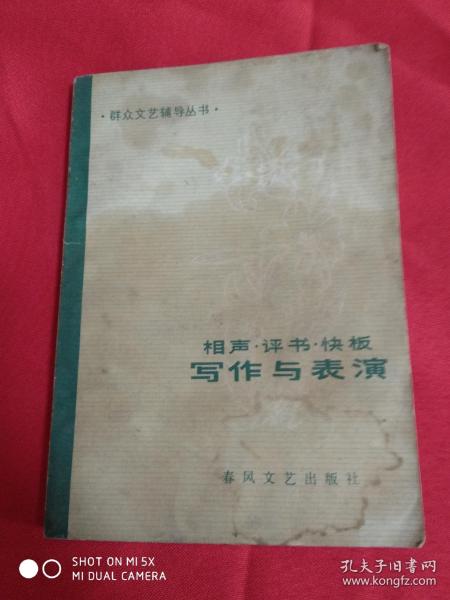 ·群众文艺辅导丛书·
相声·评书·快板
写作与表演
春风文艺出版社
SHOT ON MI 5X
MI DUAL CAMERA
孔夫子旧书网
www.kongfz.com